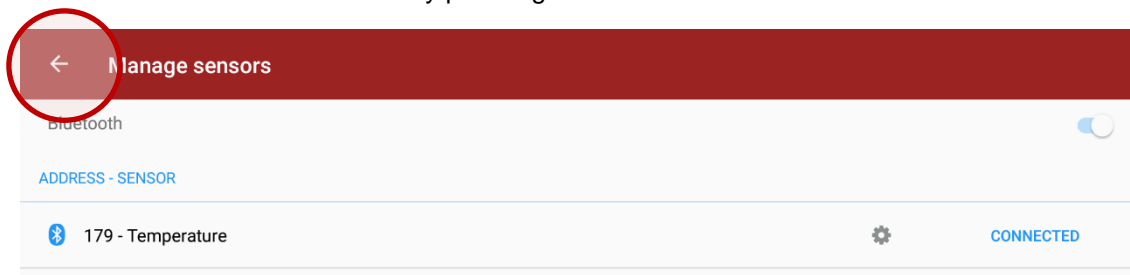 Manage sensors
Bluetooth
ADDRESS - SENSOR
179 - Temperature CONNECTED